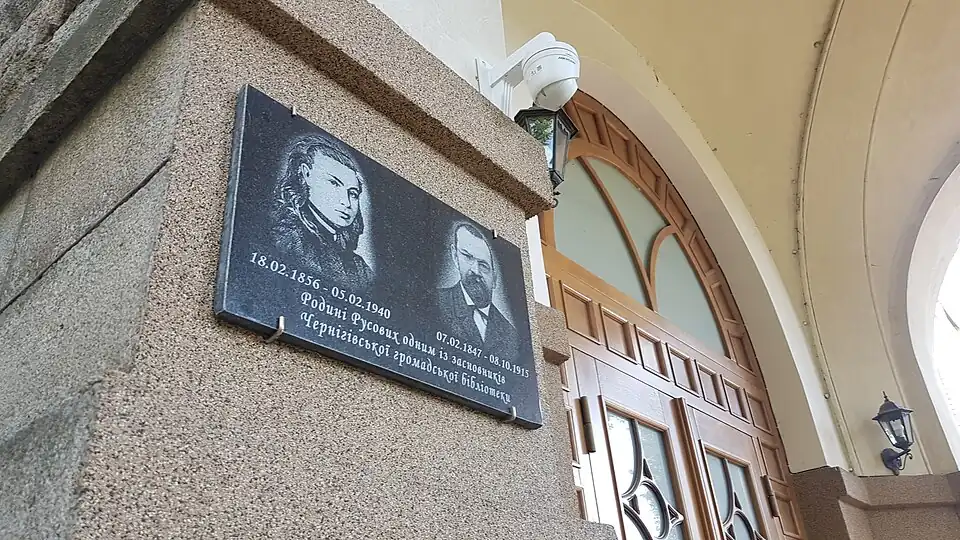 18.02.1856 - 05.02.1940
07.02.1847 - 08.10.1915
Родині Русових одним із засновників
Чернігівської громадської бібліотеки